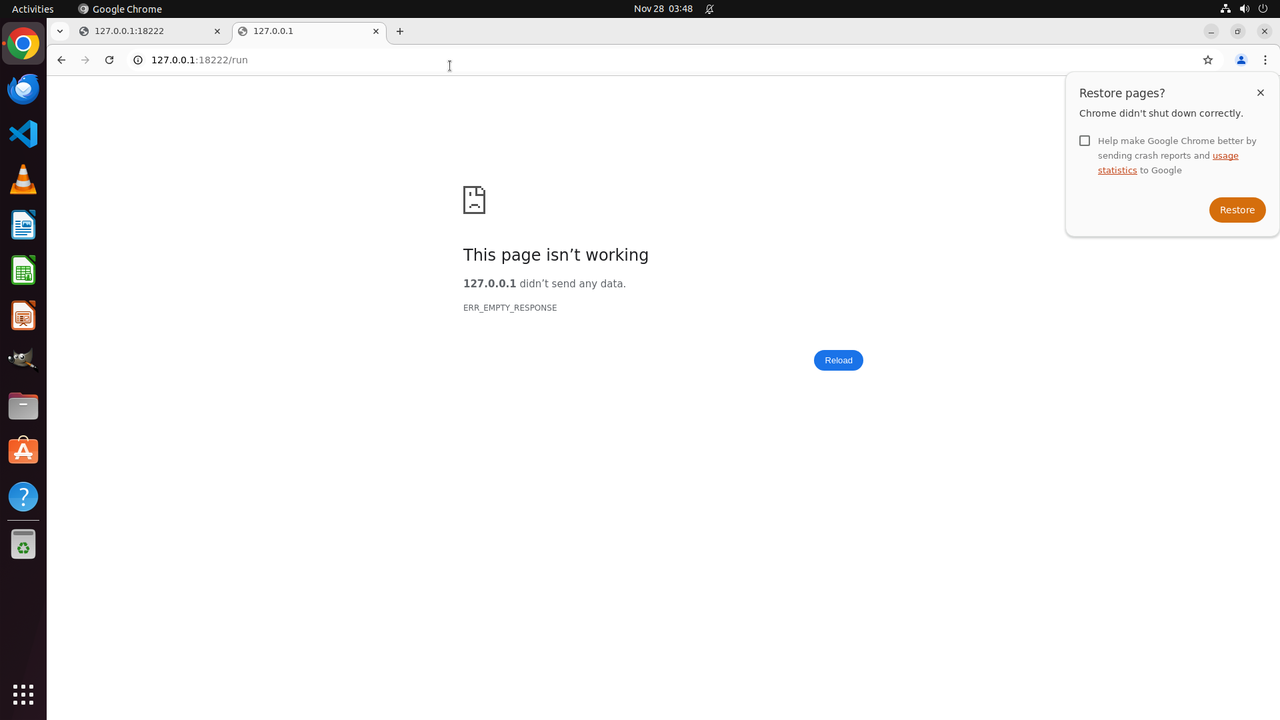 Activities
Google Chrome
Nov 28 03:48
127.0.0.1:18222
127.0.0.1
127.0.0.1:18222/run
Restore pages?
Chrome didn't shut down correctly.
Help make Google Chrome better by
sending crash reports and usage
statistics to Google
Restore
This page isn’t working
127.0.0.1 didn’t send any data.
ERR_EMPTY_RESPONSE
Reload